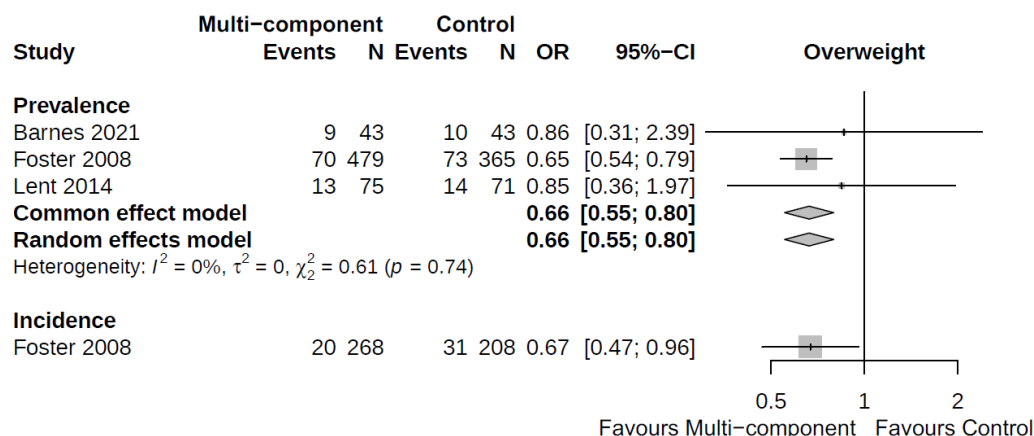 Multi−component Control
Study Events N Events N OR 95%−CI Overweight
Prevalence
Barnes 2021 9 43 10 43 0.86 [0.31; 2.39]
Foster 2008 70 479 73 365 0.65 [0.54; 0.79]
Lent 2014 13 75 14 71 0.85 [0.36; 1.97]
Common effect model 0.66 [0.55; 0.80]
Random effects model 0.66 [0.55; 0.80]
Heterogeneity: I² = 0%, τ² = 0, χ²₂ = 0.61 (p = 0.74)
Incidence
Foster 2008 20 268 31 208 0.67 [0.47; 0.96]
0.5 1 2
Favours Multi−component Favours Control